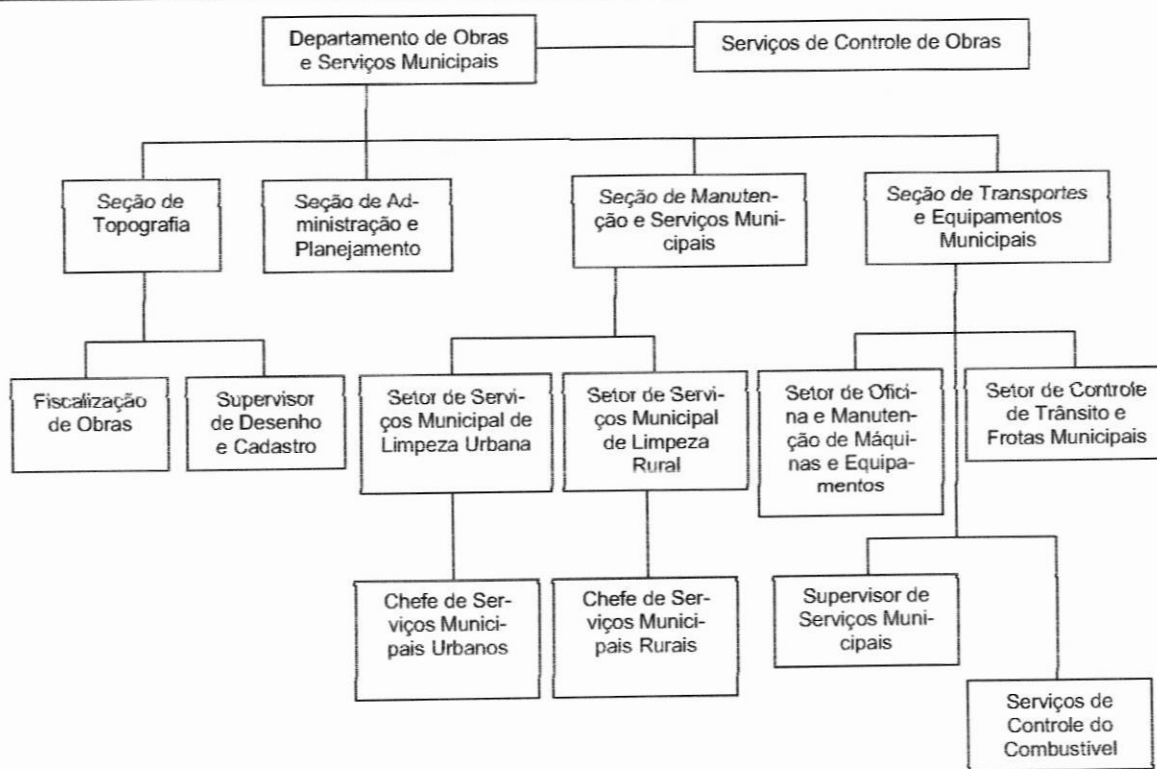 Departamento de Obras
e Serviços Municipais
Serviços de Controle de Obras
Seção de
Topografia
Seção de Ad-
ministração e
Planejamento
Seção de Manuten-
ção e Serviços Muni-
cipais
Seção de Transportes
e Equipamentos
Municipais
Fiscalização
de Obras
Supervisor
de Desenho
e Cadastro
Setor de Servi-
ços Municipal de
Limpeza Urbana
Setor de Servi-
ços Municipal
de Limpeza
Rural
Setor de Ofici-
na e Manuten-
ção de Máqui-
nas e Equipa-
mentos
Setor de Controle
de Trânsito e
Frotas Municipais
Chefe de Ser-
viços Munici-
pais Urbanos
Chefe de Ser-
viços Munici-
pais Rurais
Supervisor de
Serviços Muni-
cipais
Serviços de
Controle do
Combustível